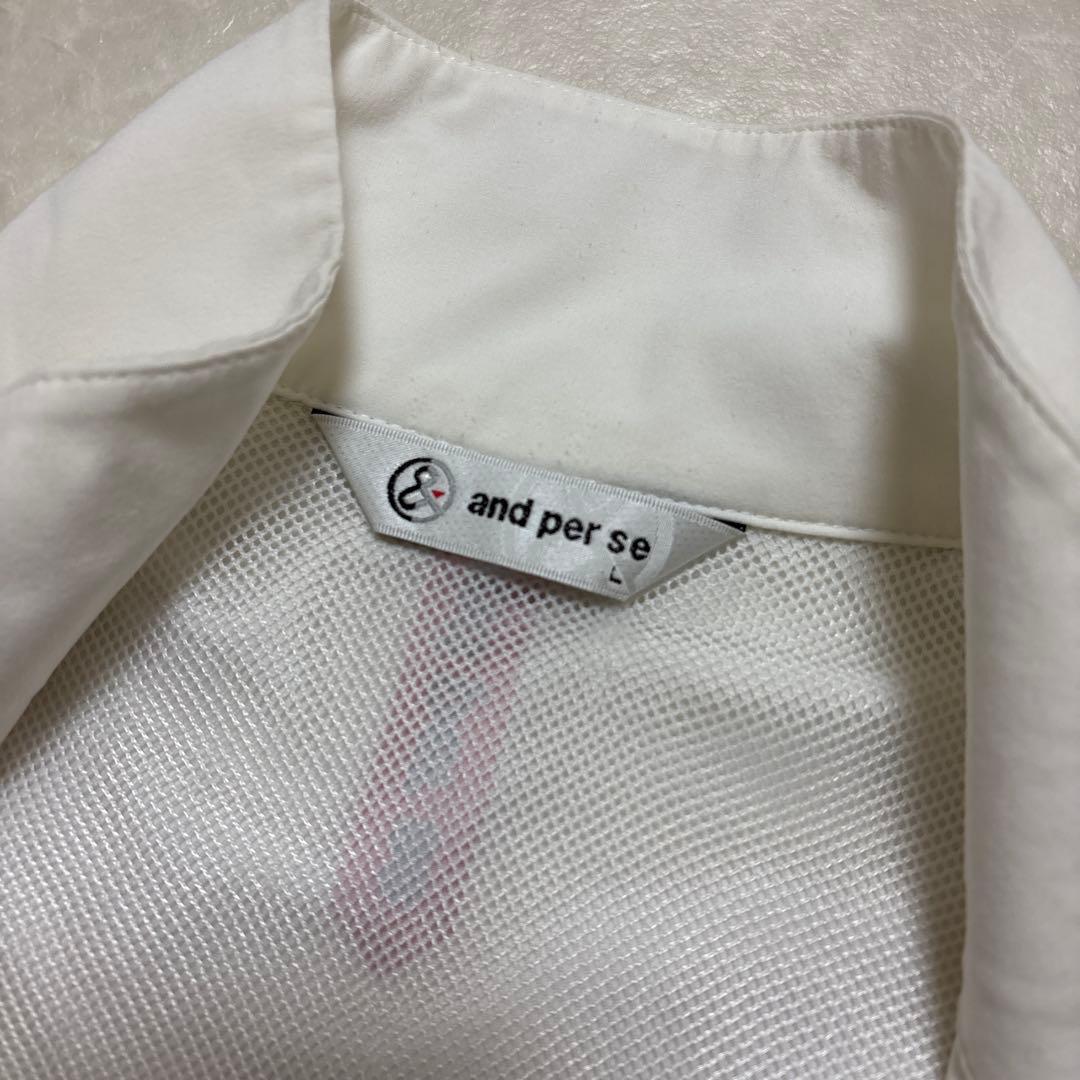 & and per se
L